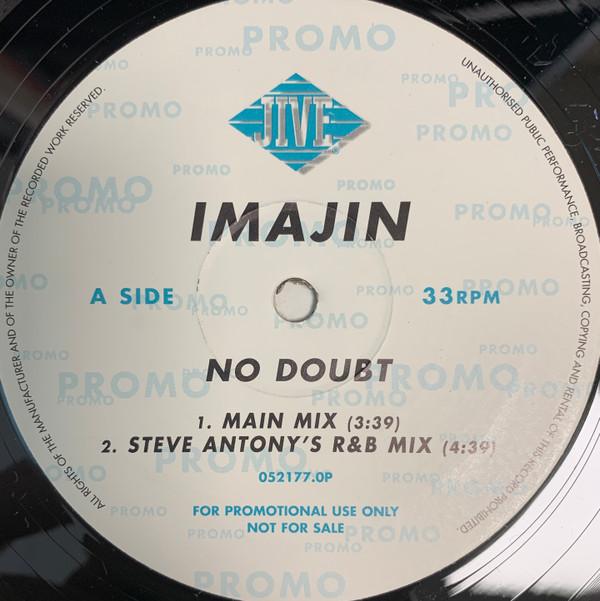 PROMO
JIVE
IMAJIN
A SIDE
33RPM
NO DOUBT
1. MAIN MIX (3:39)
2. STEVE ANTONY'S R&B MIX (4:39)
052177.0P
FOR PROMOTIONAL USE ONLY
NOT FOR SALE
PROMO
ALL RIGHTS OF THE MANUFACTURER AND OF THE OWNER OF THE RECORDED WORK RESERVED.
UNAUTHORISED PUBLIC PERFORMANCE, BROADCASTING, COPYING AND RENTAL OF THIS RECORD PROHIBITED.